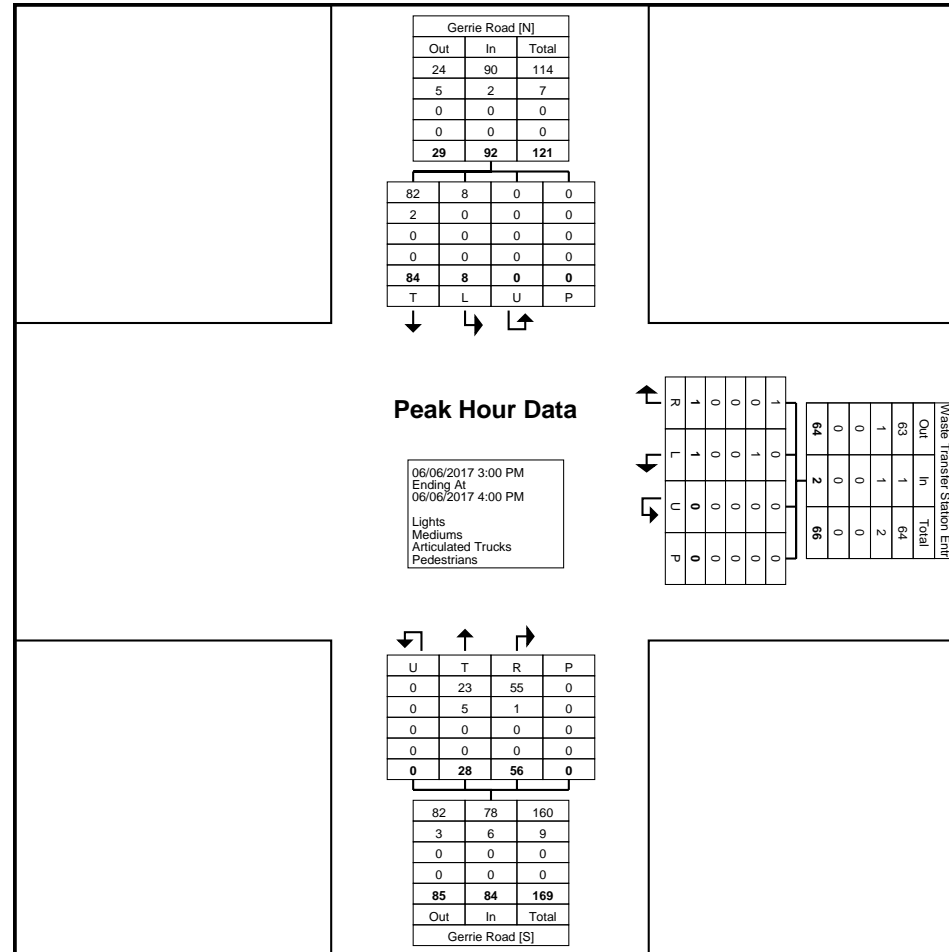 Gerrie Road [N]
Out In Total
24 90 114
5 2 7
0 0 0
0 0 0
29 92 121
82 8 0 0
2 0 0 0
0 0 0 0
0 0 0 0
84 8 0 0
T L U P
Peak Hour Data
06/06/2017 3:00 PM
Ending At
06/06/2017 4:00 PM
Lights
Mediums
Articulated Trucks
Pedestrians
Waste Transfer Station Entr
Out In Total
63 1 64
1 1 2
0 0 0
0 0 0
64 2 66
1 0 0 0
0 1 0 0
0 0 0 0
0 0 0 0
1 1 0 0
R L U P
U T R P
0 23 55 0
0 5 1 0
0 0 0 0
0 0 0 0
0 28 56 0
82 78 160
3 6 9
0 0 0
0 0 0
85 84 169
Out In Total
Gerrie Road [S]